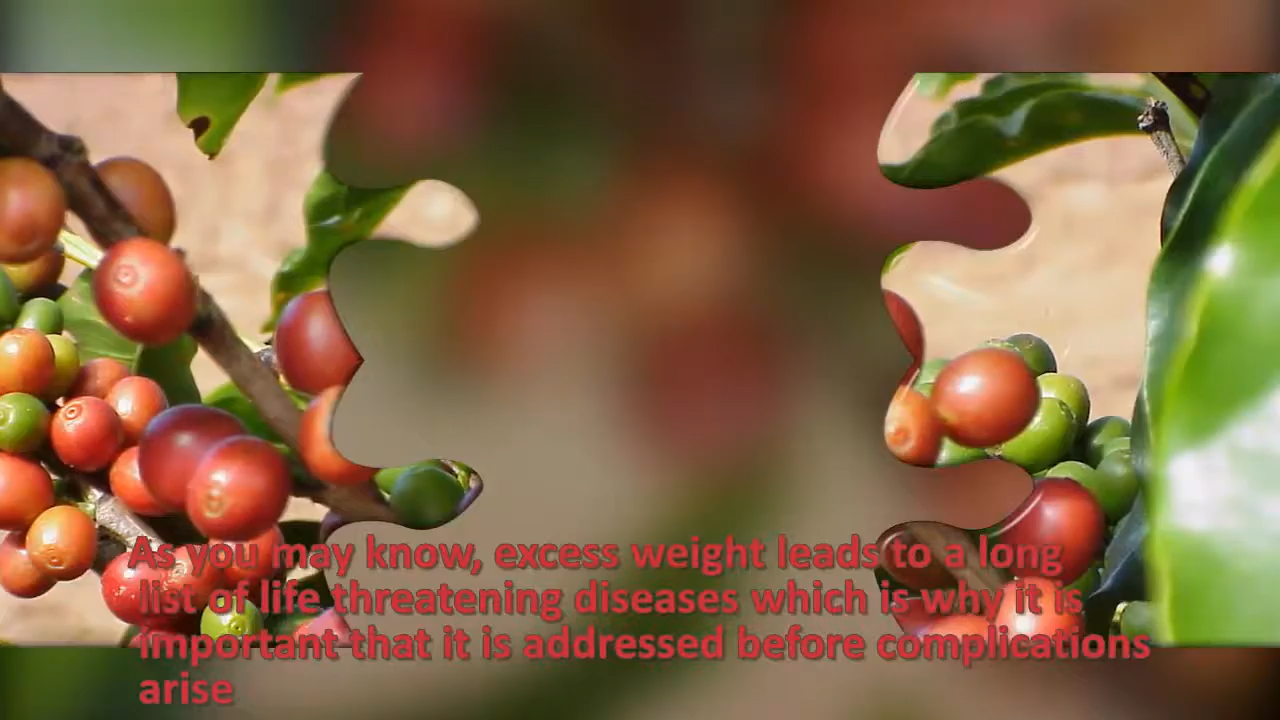 As you may know, excess weight leads to a long
list of life threatening diseases which is why it is
important that it is addressed before complications
arise